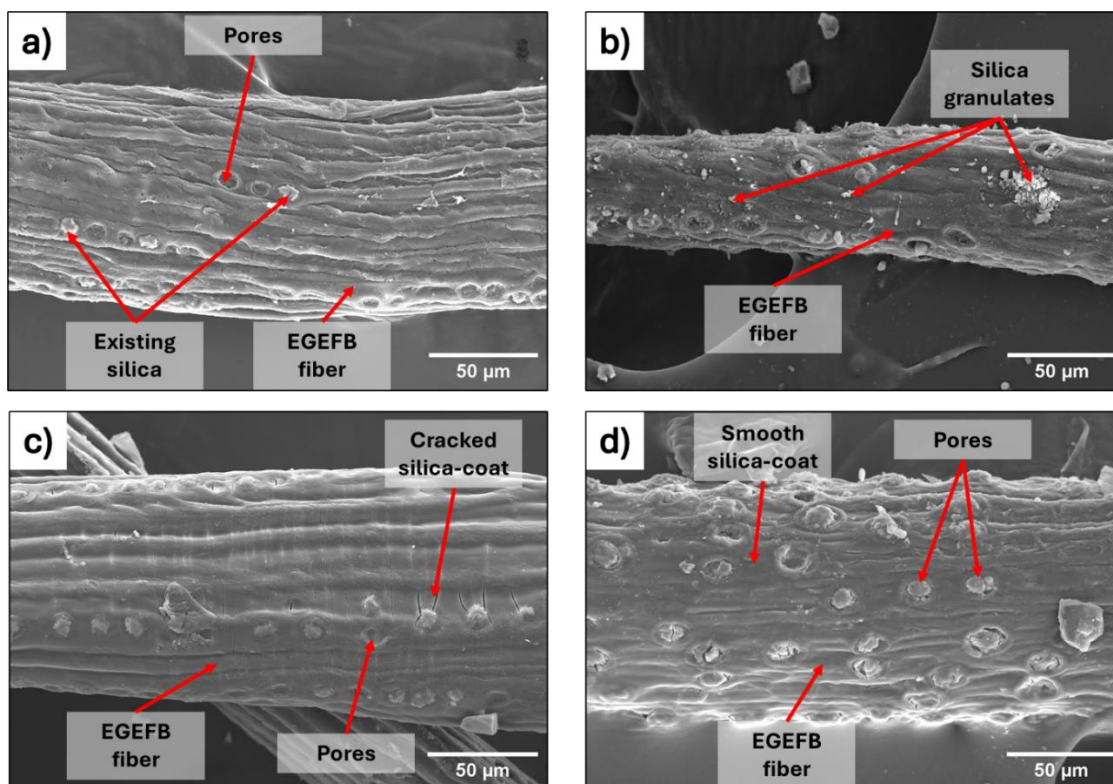 a)
Pores
Existing
silica
EGEFB
fiber
50 µm
b)
Silica
granulates
EGEFB
fiber
50 µm
c)
Cracked
silica-coat
EGEFB
fiber
Pores
50 µm
d)
Smooth
silica-coat
Pores
EGEFB
fiber
50 µm